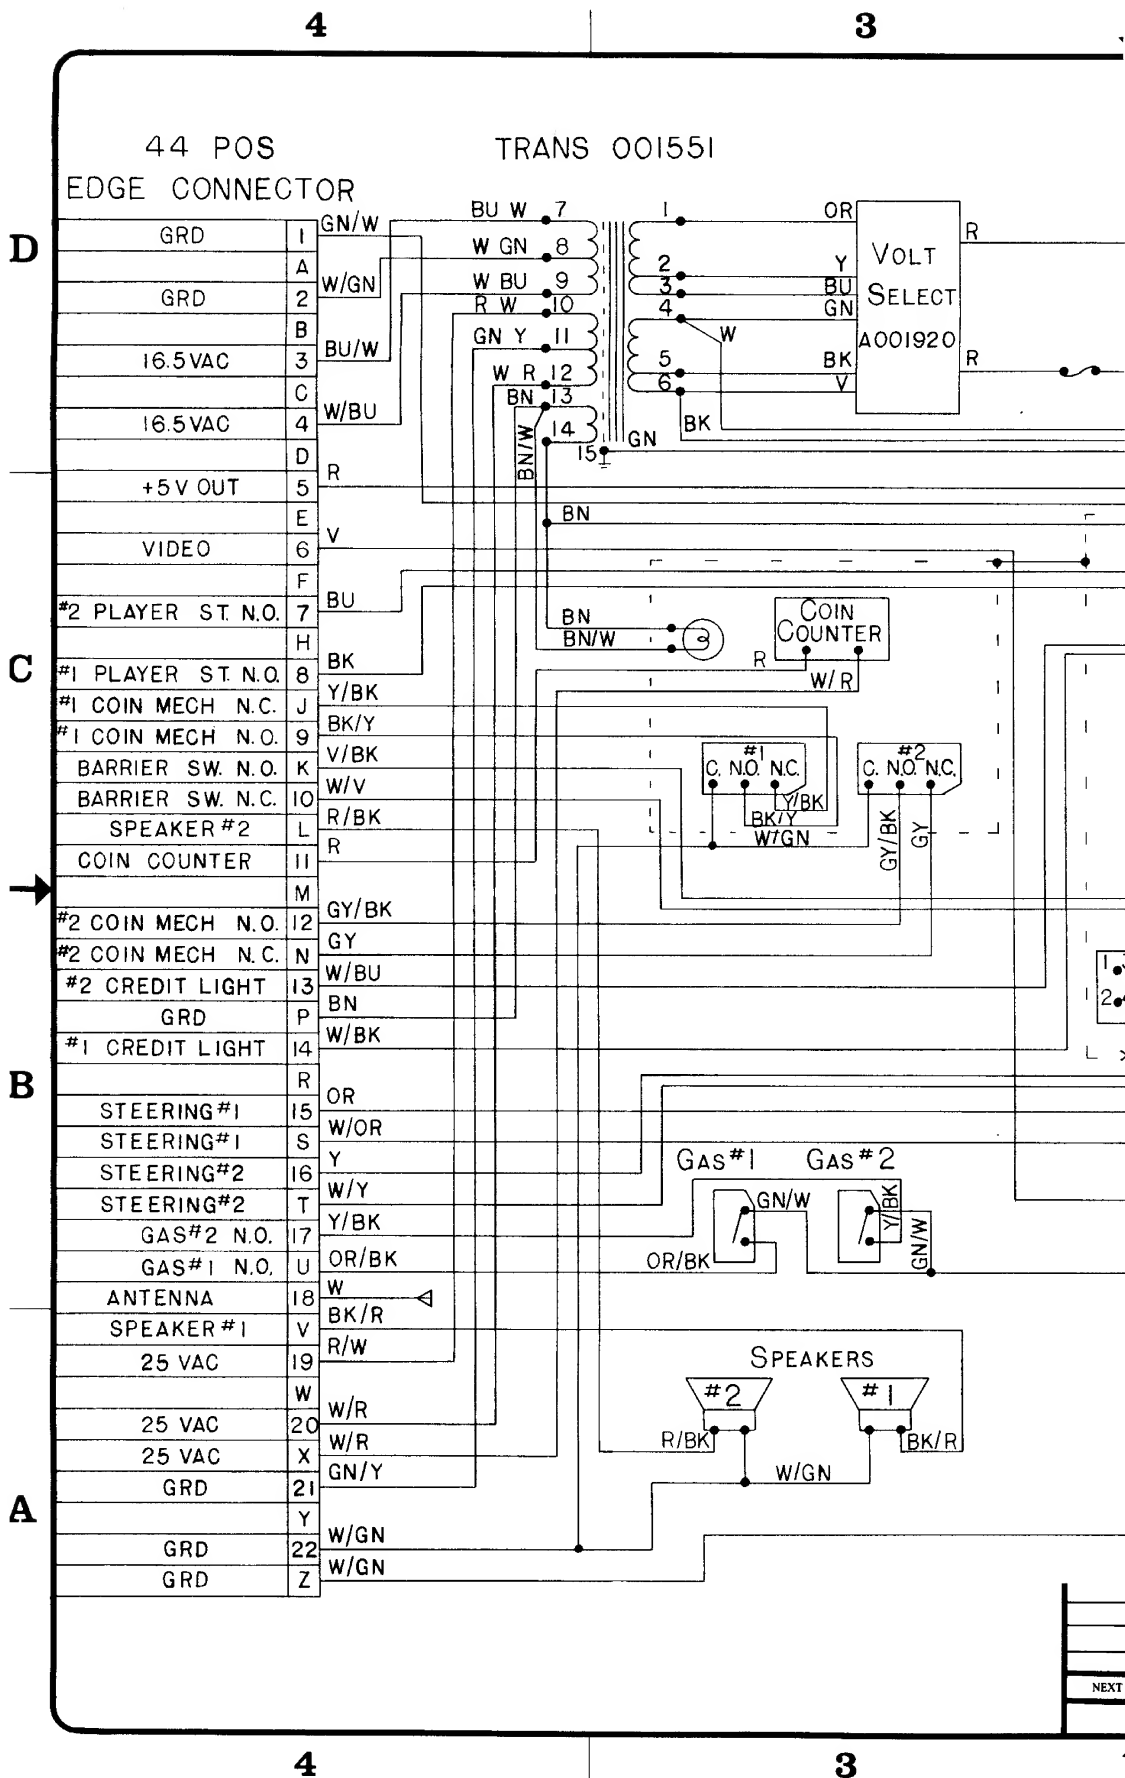 4 3
44 POS
EDGE CONNECTOR
TRANS 001551
D
C
B
A
GRD 1 GN/W
A
GRD 2 W/GN
B
16.5VAC 3 BU/W
C
16.5VAC 4 W/BU
D
+5V OUT 5 R
E
VIDEO 6 V
F
#2 PLAYER ST. N.O. 7 BU
H
#1 PLAYER ST. N.O. 8 BK
#1 COIN MECH N.C. J Y/BK
#1 COIN MECH N.O. 9 BK/Y
BARRIER SW. N.O. K V/BK
BARRIER SW. N.C. 10 W/V
SPEAKER #2 L R/BK
COIN COUNTER 11 R
M
#2 COIN MECH N.O. 12 GY/BK
#2 COIN MECH N.C. N GY
#2 CREDIT LIGHT 13 W/BU
GRD P BN
#1 CREDIT LIGHT 14 W/BK
R
STEERING#1 15 OR
STEERING#1 S W/OR
STEERING#2 16 Y
STEERING#2 T W/Y
GAS#2 N.O. 17 Y/BK
GAS#1 N.O. U OR/BK
ANTENNA 18 W
SPEAKER #1 V BK/R
25 VAC 19 R/W
W
25 VAC 20 W/R
25 VAC X W/R
GRD 21 GN/Y
Y
GRD 22 W/GN
GRD Z W/GN
BU W 7
W GN 8
W BU 9
R W 10
GN Y 11
W R 12
BN 13
BN/W 14
15 GN
1 OR
2 Y
3 BU
4 GN
W
5 BK
6 V
BK
VOLT
SELECT
A001920
R
R
BN
BN
BN/W
COIN
COUNTER
R
W/R
#1
C. N.O. N.C.
#2
C. N.O. N.C.
Y/BK
BK/Y
W/GN
GY/BK
GY
1
2
GAS#1 GAS#2
GN/W
Y/BK
GN/W
OR/BK
SPEAKERS
#2 #1
R/BK
BK/R
W/GN
NEXT
4 3